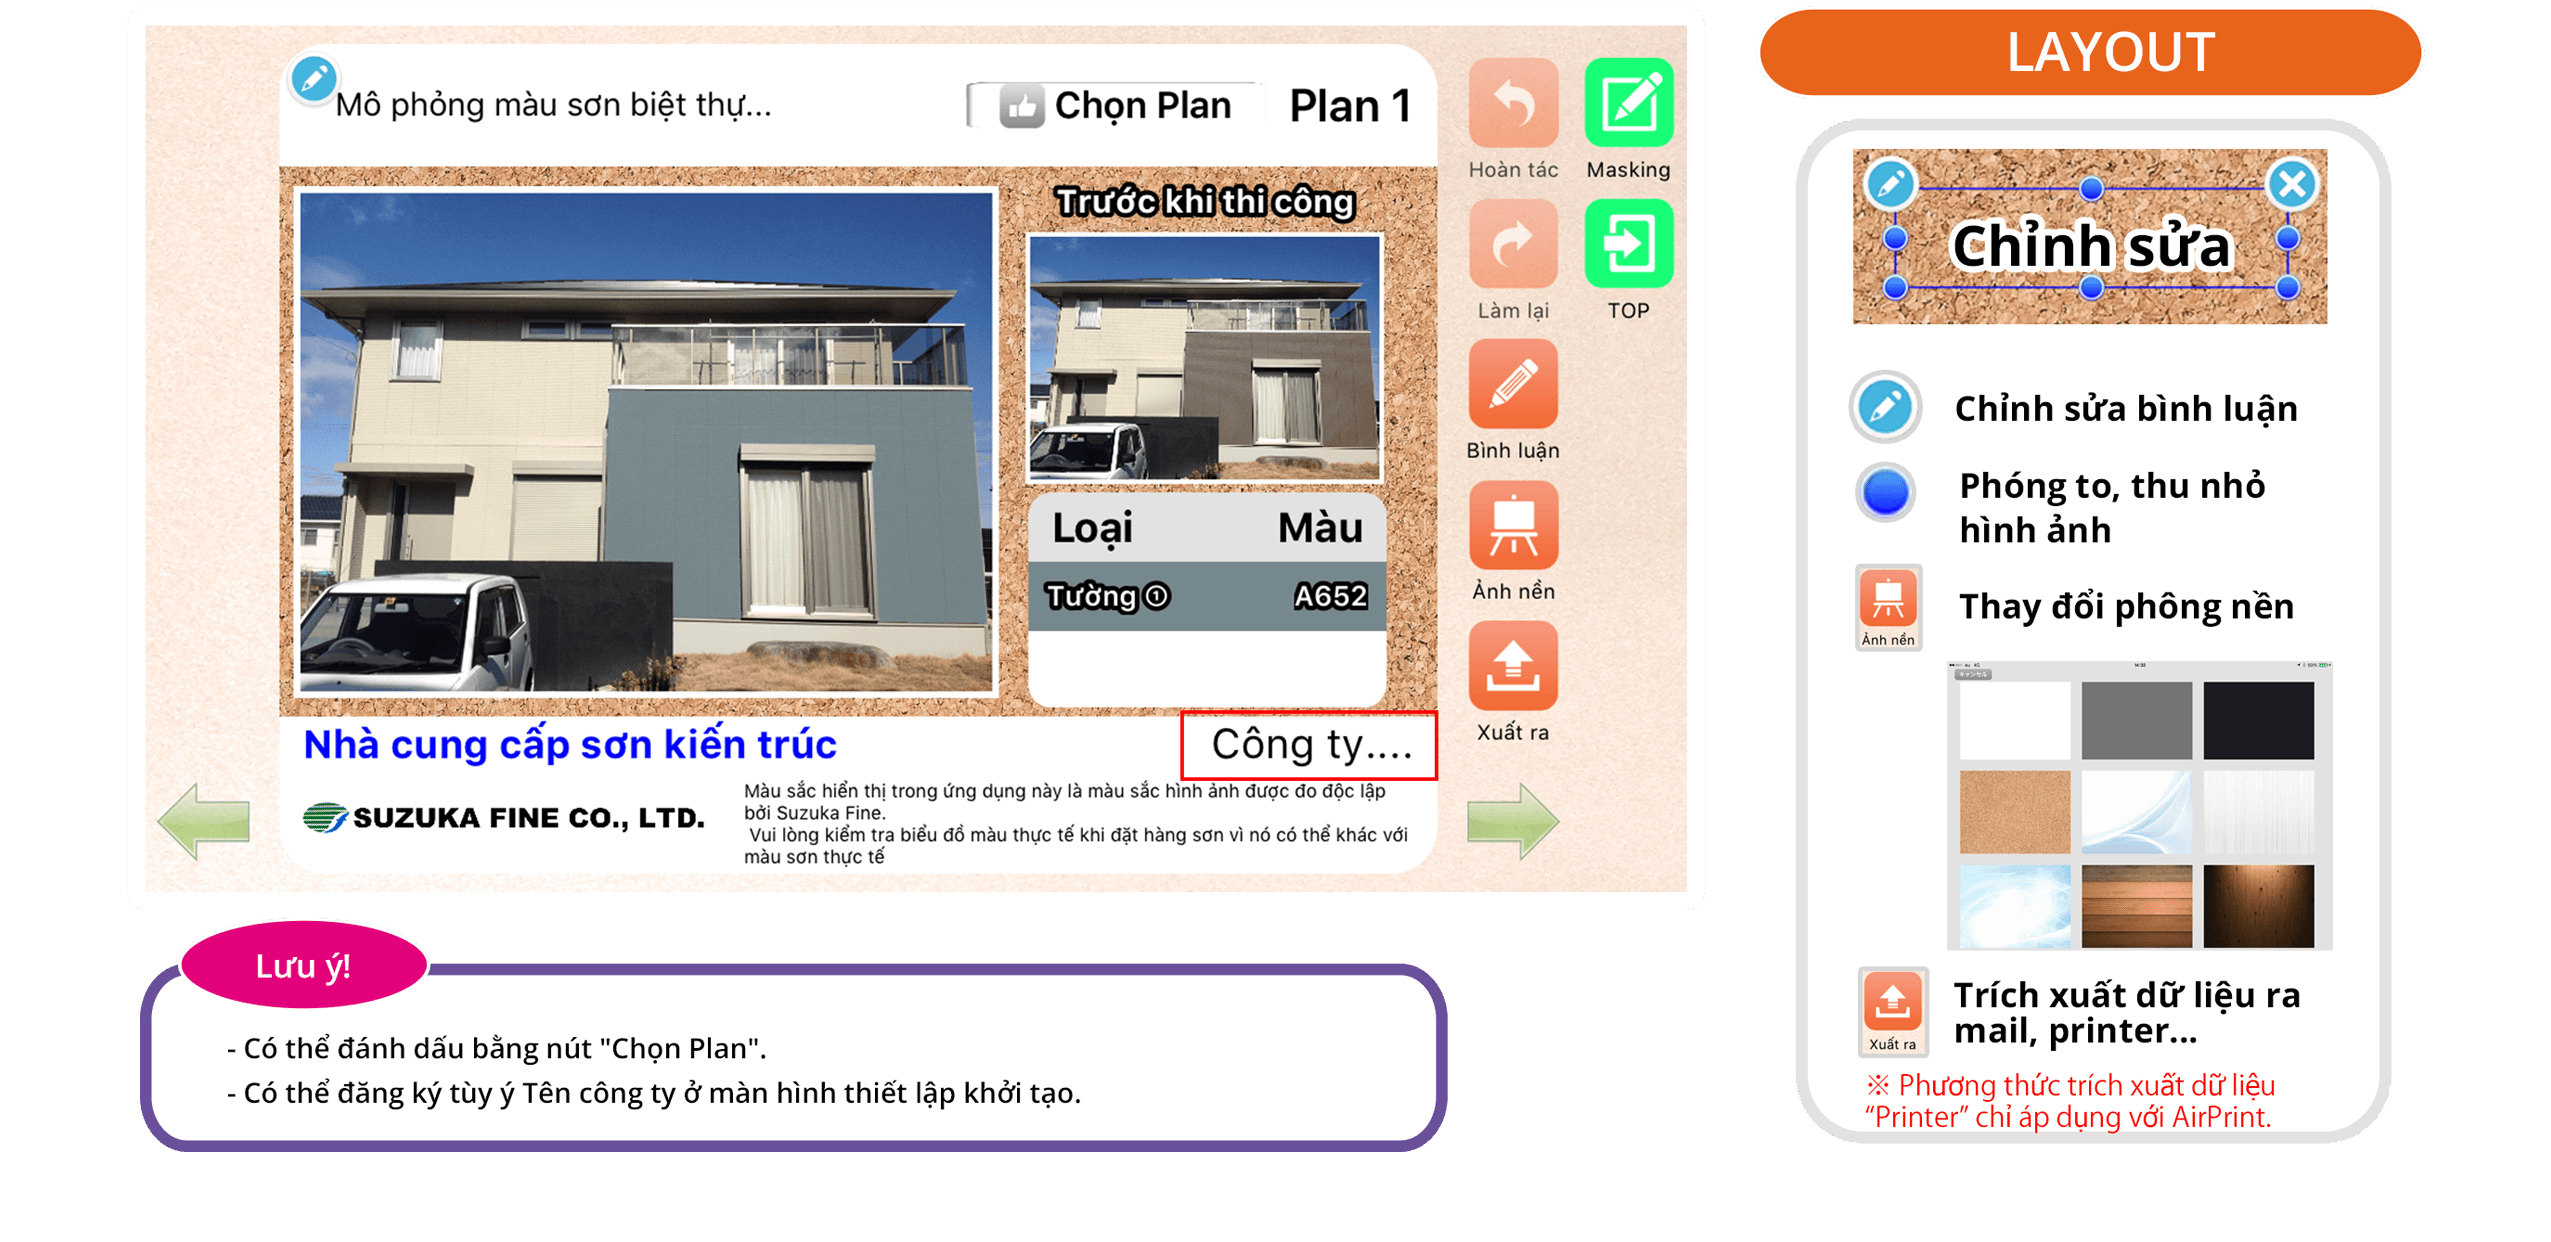 Mô phỏng màu sơn biệt thự...
Chọn Plan
Plan 1
Trước khi thi công
Loại Màu
Tường① A652
Nhà cung cấp sơn kiến trúc
Công ty....
SUZUKA FINE CO., LTD.
Màu sắc hiển thị trong ứng dụng này là màu sắc hình ảnh được đo độc lập
bởi Suzuka Fine.
Vui lòng kiểm tra biểu đồ màu thực tế khi đặt hàng sơn vì nó có thể khác với
màu sơn thực tế
Hoàn tác
Masking
Làm lại
TOP
Bình luận
Ảnh nền
Xuất ra
Lưu ý!
- Có thể đánh dấu bằng nút "Chọn Plan".
- Có thể đăng ký tùy ý Tên công ty ở màn hình thiết lập khởi tạo.
LAYOUT
Chỉnh sửa
Chỉnh sửa bình luận
Phóng to, thu nhỏ
hình ảnh
Ảnh nền
Thay đổi phông nền
キャンセル
Xuất ra
Trích xuất dữ liệu ra
mail, printer...
※ Phương thức trích xuất dữ liệu
“Printer” chỉ áp dụng với AirPrint.